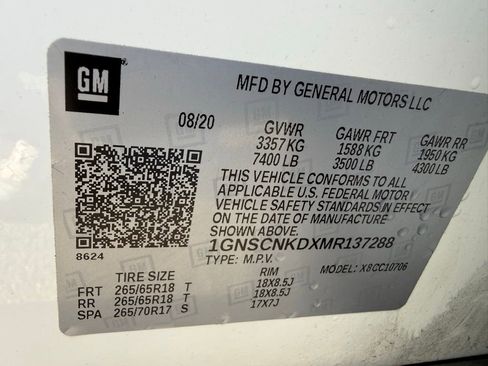 GM
MFD BY GENERAL MOTORS LLC
08/20 GVWR GAWR FRT GAWR RR
3357 KG 1588 KG 1950 KG
7400 LB 3500 LB 4300 LB
THIS VEHICLE CONFORMS TO ALL
APPLICABLE U.S. FEDERAL MOTOR
VEHICLE SAFETY STANDARDS IN EFFECT
ON THE DATE OF MANUFACTURE
SHOWN ABOVE.
1GNSCNKDXMR137288
8624 TYPE: M.P.V. MODEL: X8CC10706
TIRE SIZE RIM
FRT 265/65R18 T 18X8.5J
RR 265/65R18 T 18X8.5J
SPA 265/70R17 S 17X7J